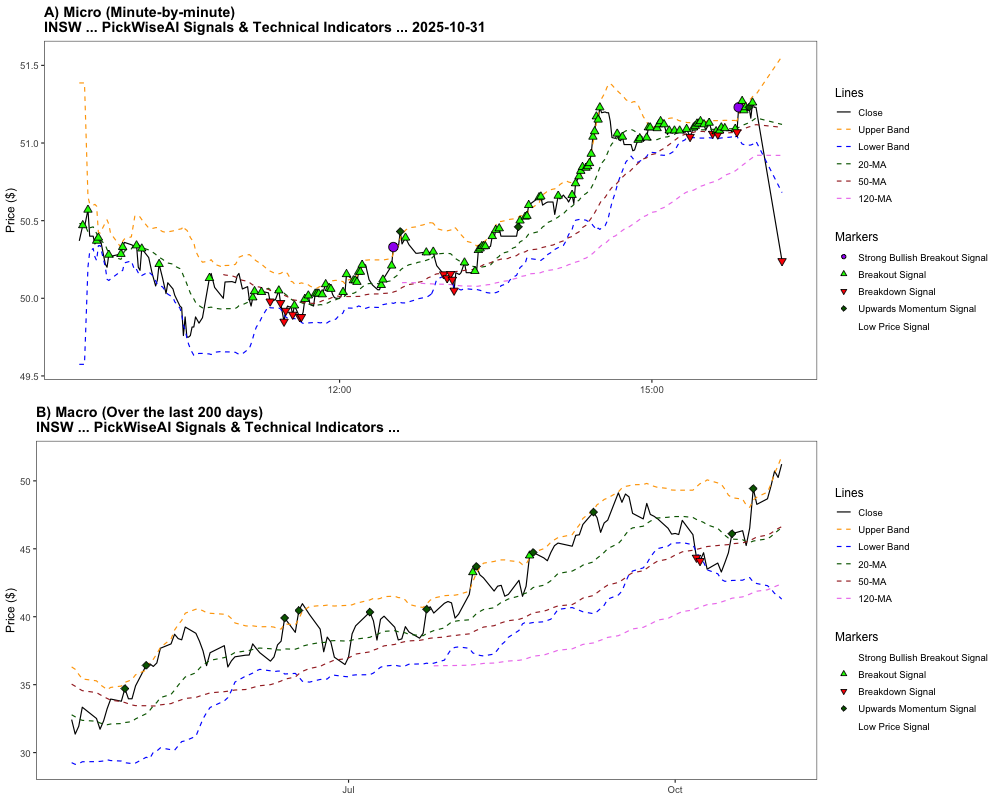 A) Micro (Minute-by-minute)
INSW ... PickWiseAI Signals & Technical Indicators ... 2025-10-31
Price ($)
51.5
51.0
50.5
50.0
49.5
12:00
15:00
Lines
Close
Upper Band
Lower Band
20-MA
50-MA
120-MA
Markers
Strong Bullish Breakout Signal
Breakout Signal
Breakdown Signal
Upwards Momentum Signal
Low Price Signal
B) Macro (Over the last 200 days)
INSW ... PickWiseAI Signals & Technical Indicators ...
Price ($)
50
45
40
35
30
Jul
Oct
Lines
Close
Upper Band
Lower Band
20-MA
50-MA
120-MA
Markers
Strong Bullish Breakout Signal
Breakout Signal
Breakdown Signal
Upwards Momentum Signal
Low Price Signal